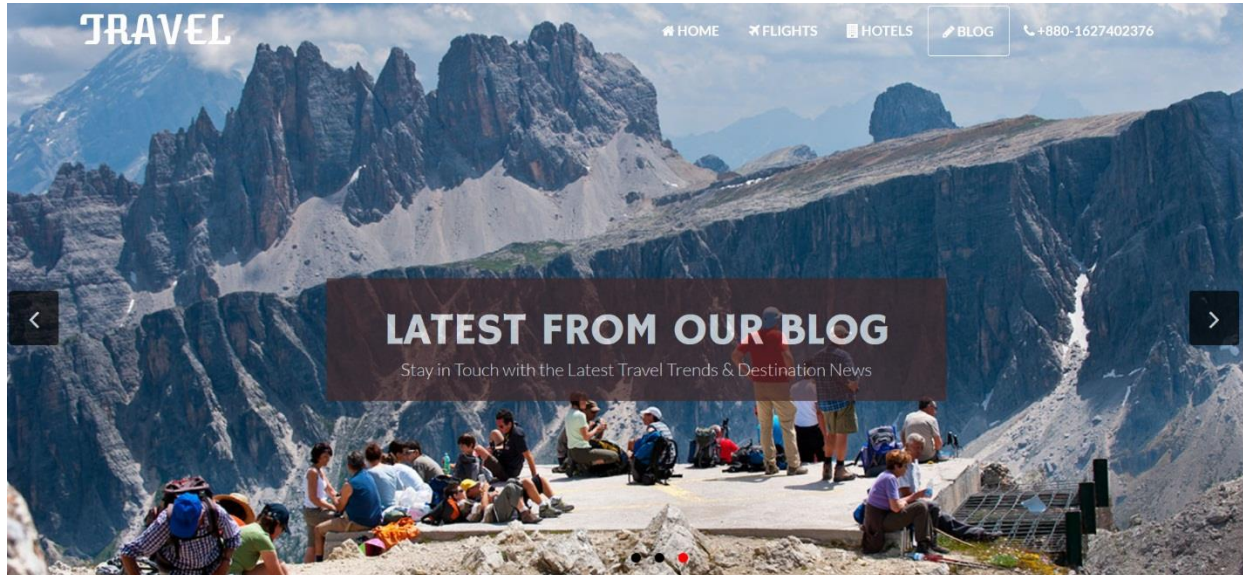 TRAVEL
HOME FLIGHTS HOTELS BLOG +880-1627402376
LATEST FROM OUR BLOG
Stay in Touch with the Latest Travel Trends & Destination News